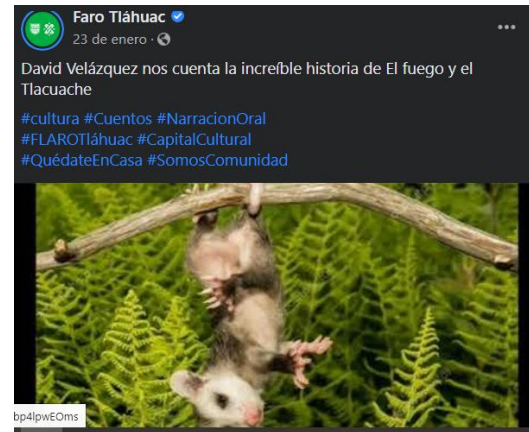 Faro Tláhuac
23 de enero ·
David Velázquez nos cuenta la increíble historia de El fuego y el
Tlacuache
#cultura #Cuentos #NarracionOral
#FLAROTláhuac #CapitalCultural
#QuédateEnCasa #SomosComunidad
bp4lpwEOms